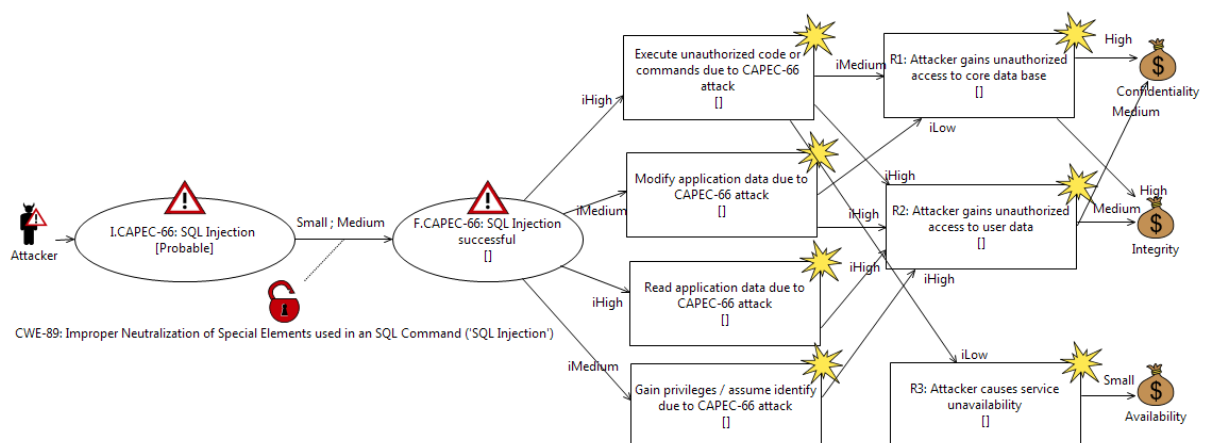 Attacker
I.CAPEC-66: SQL Injection
[Probable]
Small ; Medium
CWE-89: Improper Neutralization of Special Elements used in an SQL Command ('SQL Injection')
F.CAPEC-66: SQL Injection
successful
[]
iHigh
iMedium
iHigh
iMedium
Execute unauthorized code or
commands due to CAPEC-66
attack
[]
Modify application data due to
CAPEC-66 attack
[]
Read application data due to
CAPEC-66 attack
[]
Gain privileges / assume identify
due to CAPEC-66 attack
[]
iMedium
iLow
iHigh
iHigh
iHigh
iHigh
iLow
R1: Attacker gains unauthorized
access to core data base
[]
R2: Attacker gains unauthorized
access to user data
[]
R3: Attacker causes service
unavailability
[]
High
Medium
High
Medium
Small
$
Confidentiality
$
Integrity
$
Availability